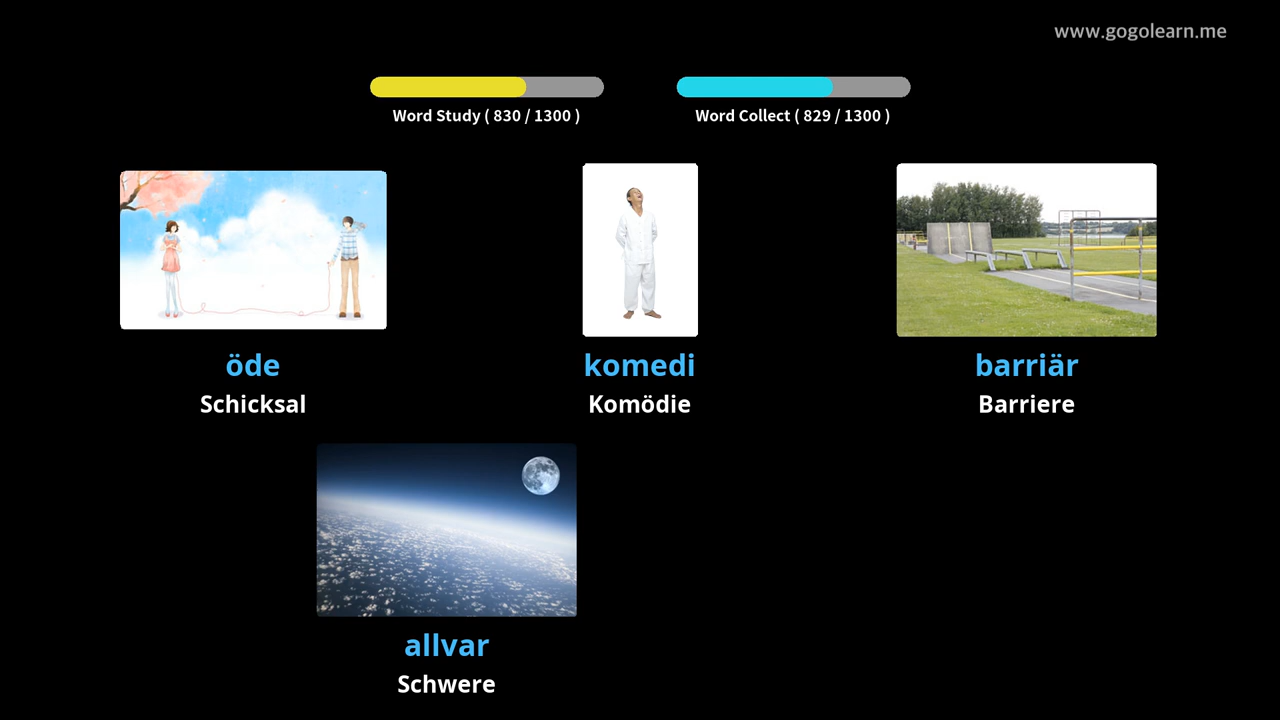 www.gogolearn.me
Word Study ( 830 / 1300 )
Word Collect ( 829 / 1300 )
öde
Schicksal
komedi
Komödie
barriär
Barriere
allvar
Schwere